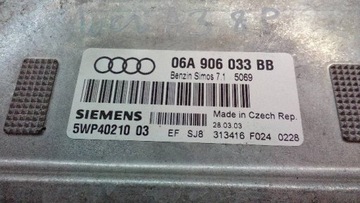 06A 906 033 BB
Benzin Simos 7.1 5069
SIEMENS
Made in Czech Rep.
5WP40210 03
28.03.03
EF SJ8 313416 F024 0228